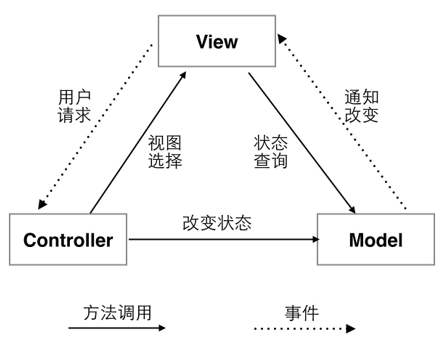 View
用户
请求
通知
改变
视图
选择
状态
查询
改变状态
Controller
Model
方法调用
事件